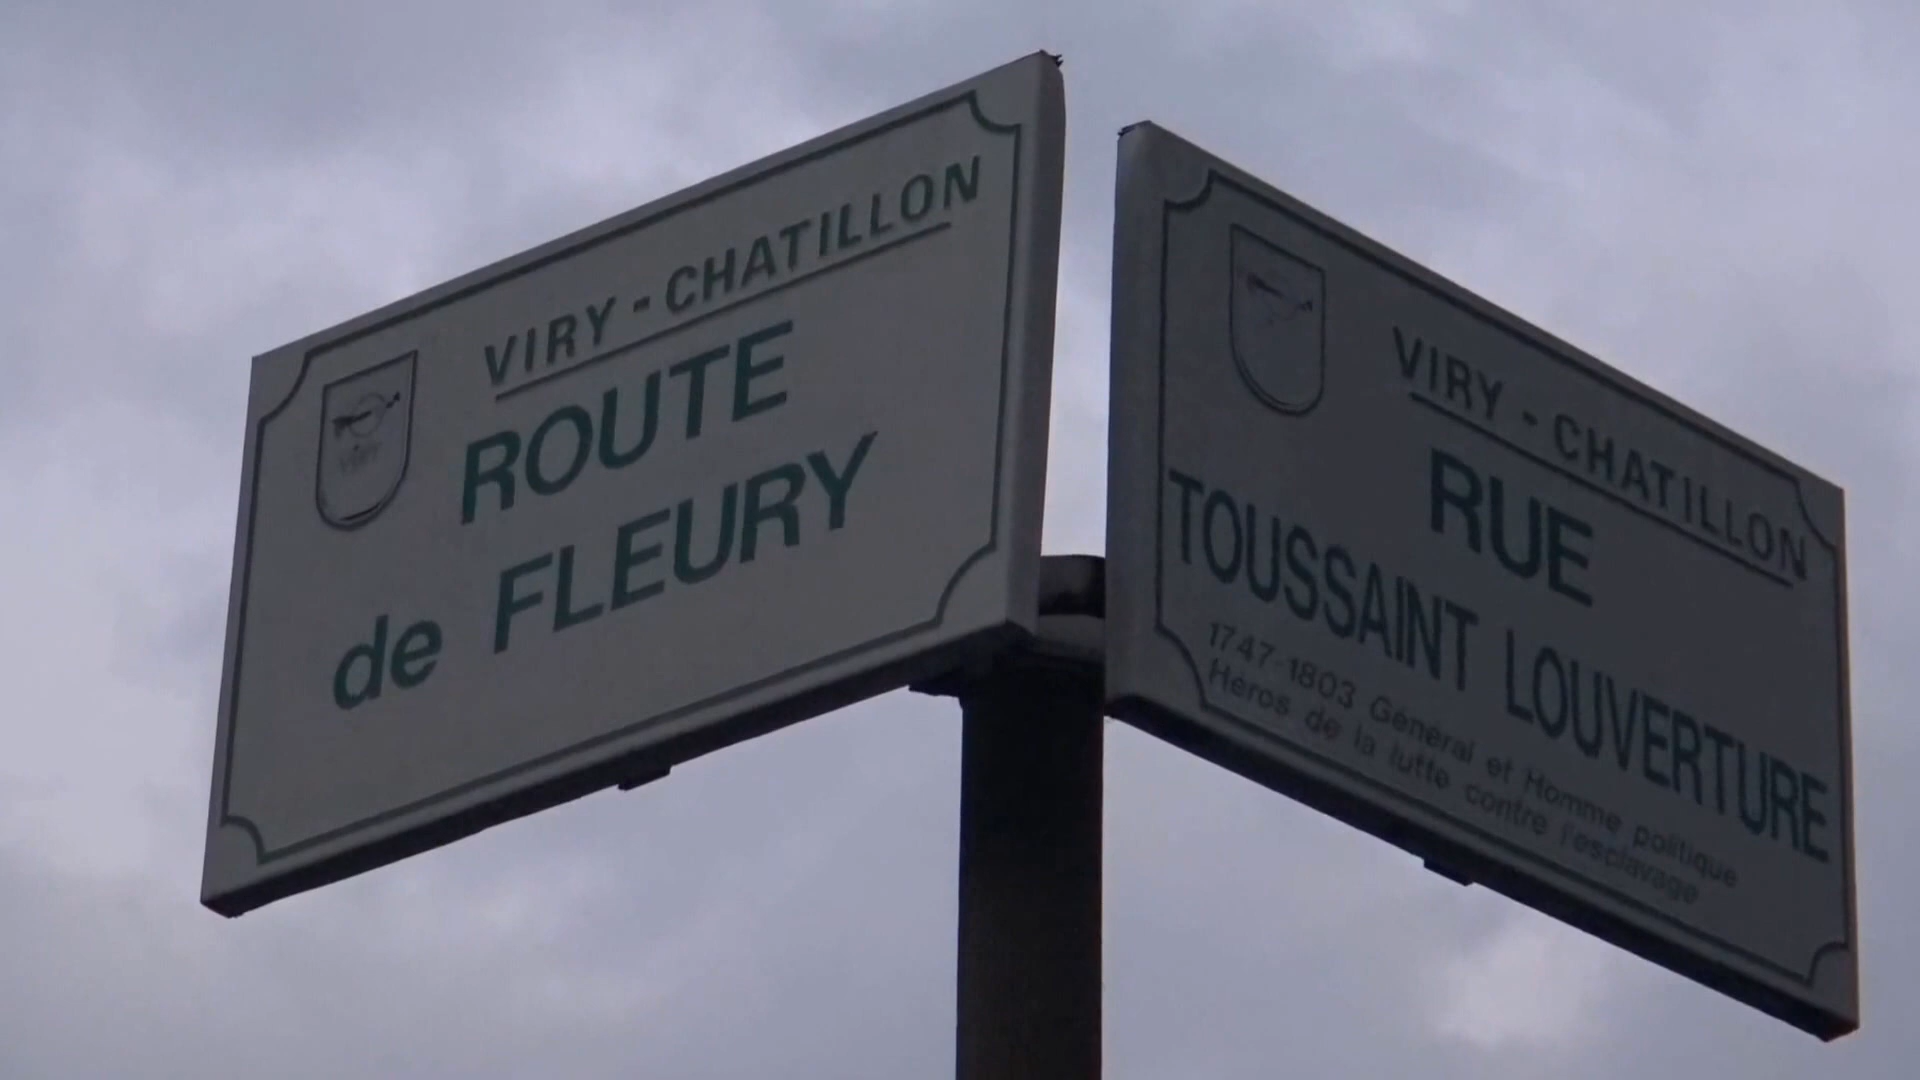 VIRY - CHATILLON
ROUTE
de FLEURY
VIRY - CHATILLON
RUE
TOUSSAINT LOUVERTURE
1747-1803 Général et Homme politique
Héros de la lutte contre l'esclavage